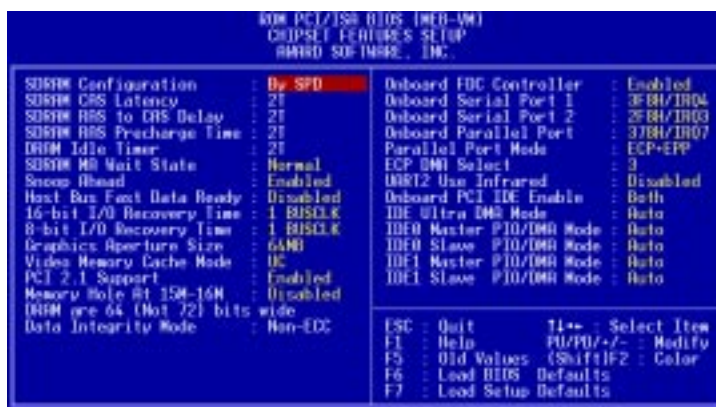 ROM PCI/ISA BIOS (MEB-VM)
CHIPSET FEATURES SETUP
AWARD SOFTWARE, INC.
SDRAM Configuration : By SPD
SDRAM CAS Latency : 2T
SDRAM RAS to CAS Delay : 2T
SDRAM RAS Precharge Time : 2T
DRAM Idle Timer : 2T
SDRAM MA Wait State : Normal
Snoop Ahead : Enabled
Host Bus Fast Data Ready : Disabled
16-bit I/O Recovery Time : 1 BUSCLK
8-bit I/O Recovery Time : 1 BUSCLK
Graphics Aperture Size : 64MB
Video Memory Cache Mode : UC
PCI 2.1 Support : Enabled
Memory Hole At 15M-16M : Disabled
DRAM are 64 (Not 72) bits wide
Data Integrity Mode : Non-ECC
Onboard FDC Controller : Enabled
Onboard Serial Port 1 : 3F8H/IRQ4
Onboard Serial Port 2 : 2F8H/IRQ3
Onboard Parallel Port : 378H/IRQ7
Parallel Port Mode : ECP+EPP
ECP DMA Select : 3
UART2 Use Infrared : Disabled
Onboard PCI IDE Enable : Both
IDE Ultra DMA Mode : Auto
IDE0 Master PIO/DMA Mode : Auto
IDE0 Slave PIO/DMA Mode : Auto
IDE1 Master PIO/DMA Mode : Auto
IDE1 Slave PIO/DMA Mode : Auto
ESC : Quit ↑↓→← : Select Item
F1 : Help PU/PD/+/- : Modify
F5 : Old Values (Shift)F2 : Color
F6 : Load BIOS Defaults
F7 : Load Setup Defaults